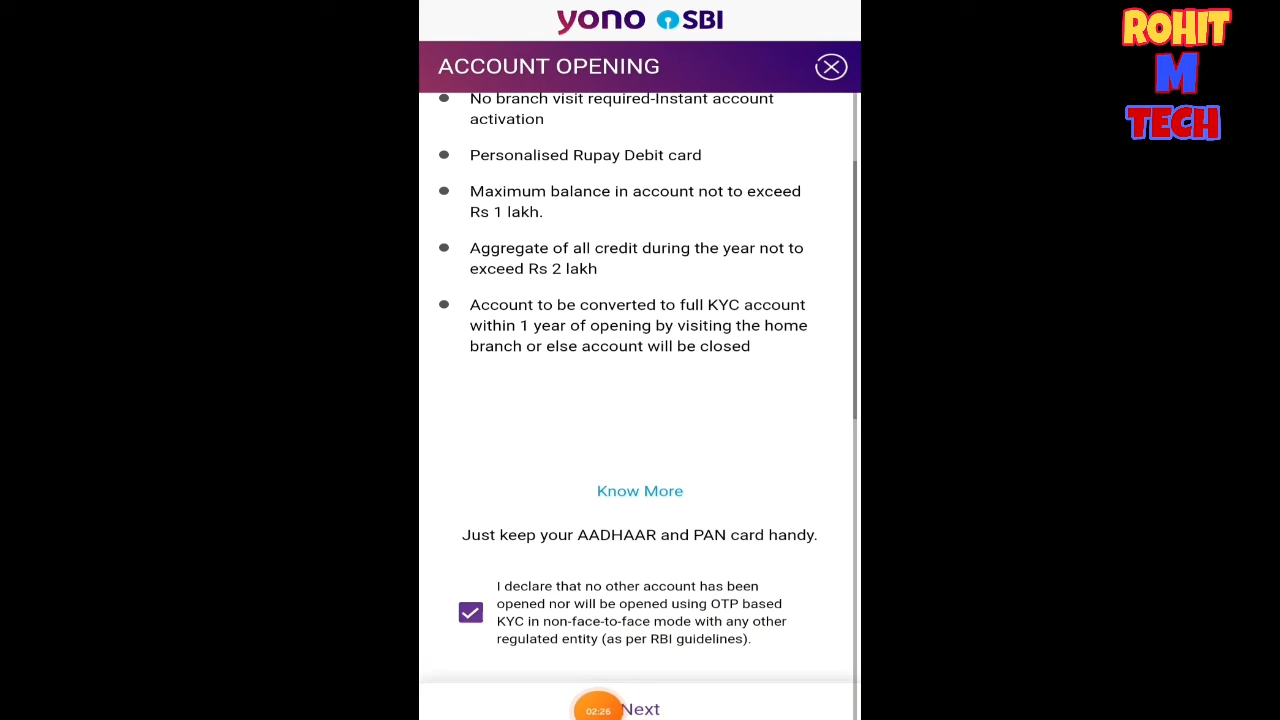 yono SBI
ROHIT
M
TECH
ACCOUNT OPENING
No branch visit required-Instant account
activation
Personalised Rupay Debit card
Maximum balance in account not to exceed
Rs 1 lakh.
Aggregate of all credit during the year not to
exceed Rs 2 lakh
Account to be converted to full KYC account
within 1 year of opening by visiting the home
branch or else account will be closed
Know More
Just keep your AADHAAR and PAN card handy.
I declare that no other account has been
opened nor will be opened using OTP based
KYC in non-face-to-face mode with any other
regulated entity (as per RBI guidelines).
02:26
Next